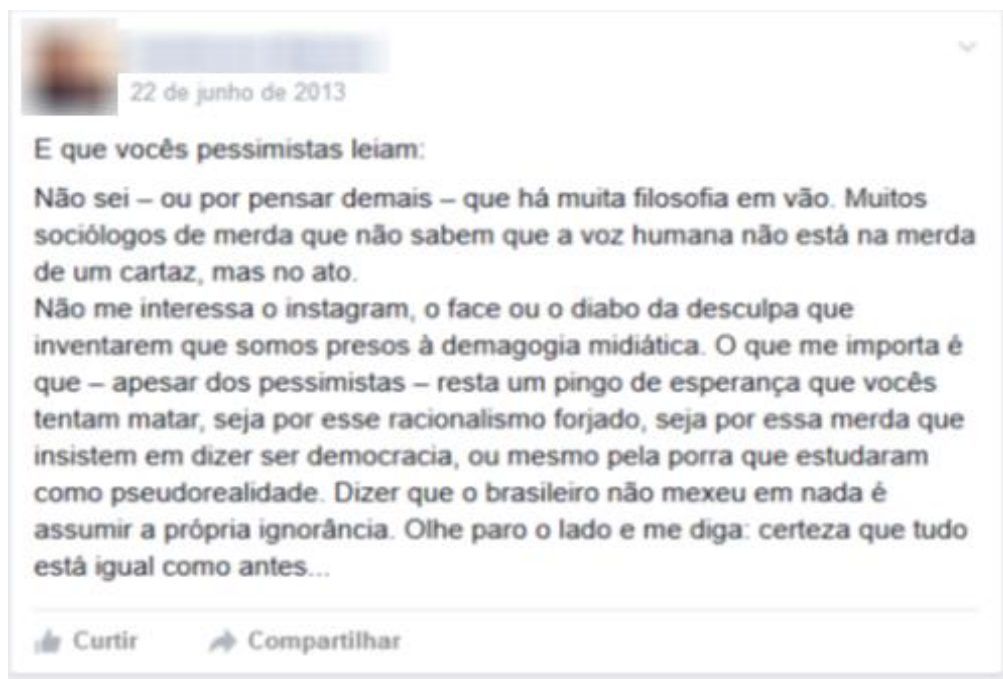 22 de junho de 2013
E que vocês pessimistas leiam:
Não sei – ou por pensar demais – que há muita filosofia em vão. Muitos
sociólogos de merda que não sabem que a voz humana não está na merda
de um cartaz, mas no ato.
Não me interessa o instagram, o face ou o diabo da desculpa que
inventarem que somos presos à demagogia midiática. O que me importa é
que – apesar dos pessimistas – resta um pingo de esperança que vocês
tentam matar, seja por esse racionalismo forjado, seja por essa merda que
insistem em dizer ser democracia, ou mesmo pela porra que estudaram
como pseudorealidade. Dizer que o brasileiro não mexeu em nada é
assumir a própria ignorância. Olhe paro o lado e me diga: certeza que tudo
está igual como antes...
Curtir Compartilhar